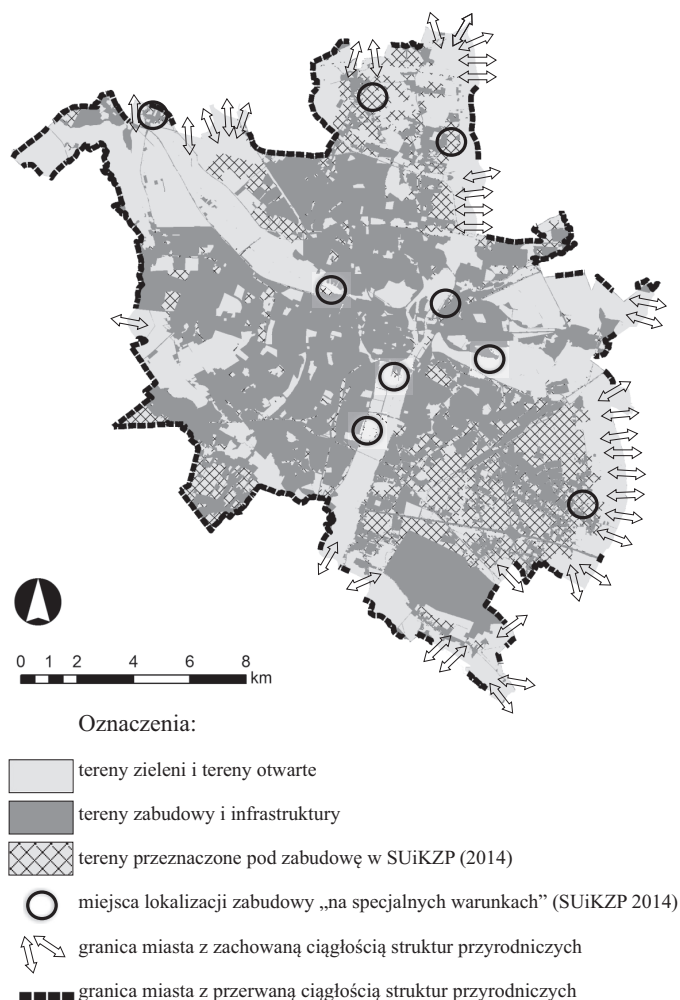 0 1 2 4 6 8
km
Oznaczenia:
tereny zieleni i tereny otwarte
tereny zabudowy i infrastruktury
tereny przeznaczone pod zabudowę w SUiKZP (2014)
miejsca lokalizacji zabudowy „na specjalnych warunkach” (SUiKZP 2014)
granica miasta z zachowaną ciągłością struktur przyrodniczych
granica miasta z przerwaną ciągłością struktur przyrodniczych